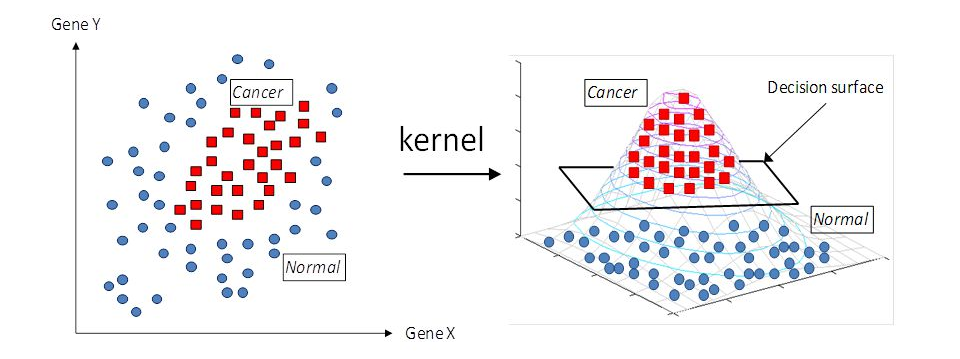 Gene Y
Cancer
Normal
Gene X
kernel
Cancer
Decision surface
Normal